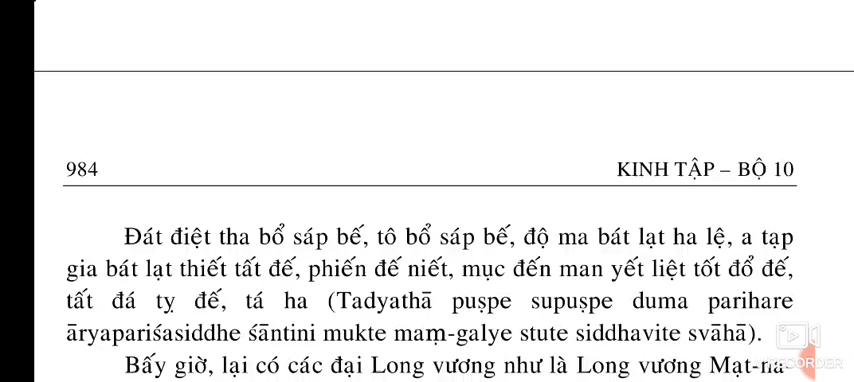 984
KINH TẬP – BỘ 10
Đát điệt tha bổ sáp bế, tô bổ sáp bế, độ ma bát lạt ha lệ, a tạp
gia bát lạt thiết tất đế, phiến đế niết, mục đến man yết liệt tốt đổ đế,
tất đá tỵ đế, tá ha (Tadyathā puṣpe supuṣpe duma parihare
āryapariśasiddhe śāntini mukte maṃ-galye stute siddhavite svāhā).
Bấy giờ, lại có các đại Long vương như là Long vương Mạt-na-